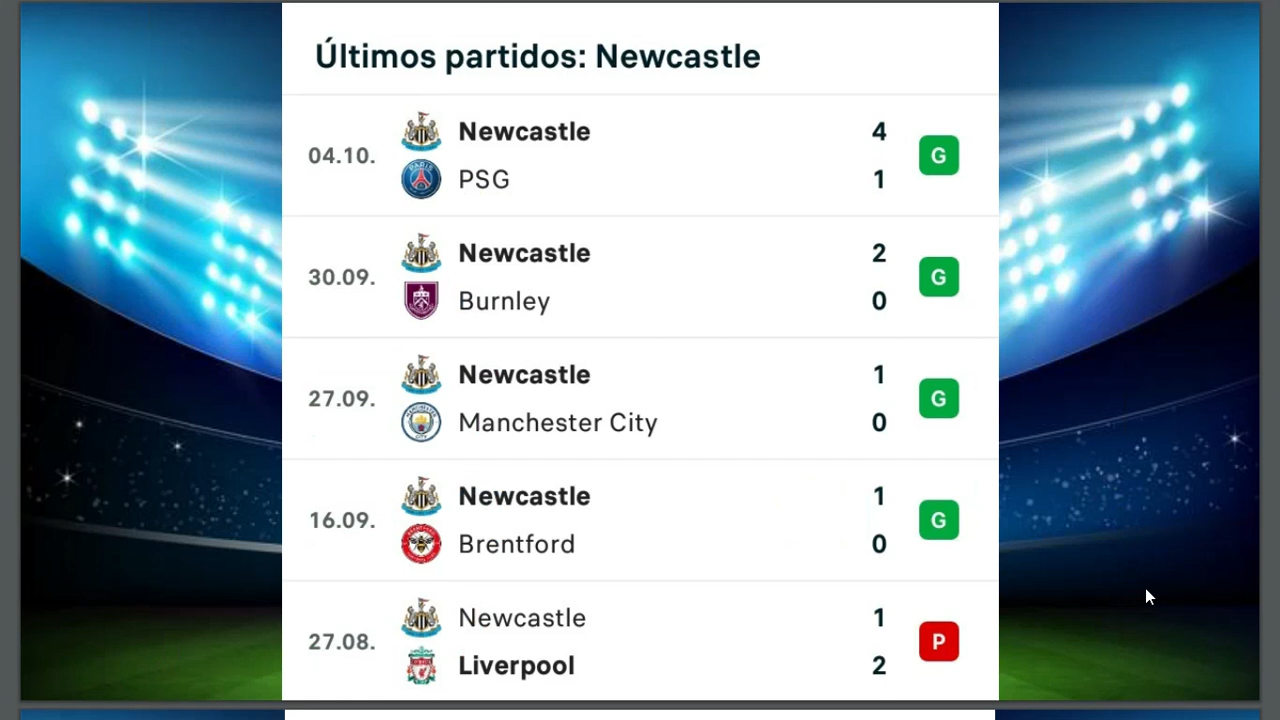 Últimos partidos: Newcastle
04.10. Newcastle 4 G
PSG 1
30.09. Newcastle 2 G
Burnley 0
27.09. Newcastle 1 G
Manchester City 0
16.09. Newcastle 1 G
Brentford 0
27.08. Newcastle 1 P
Liverpool 2